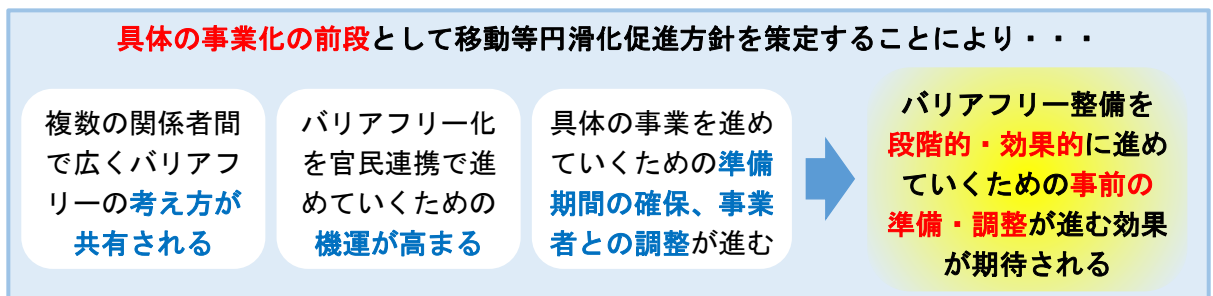 具体の事業化の前段として移動等円滑化促進方針を策定することにより・・・
複数の関係者間
で広くバリアフ
リーの考え方が
共有される
バリアフリー化
を官民連携で進
めていくための
機運が高まる
具体の事業を進め
ていくための準備
期間の確保、事業
者との調整が進む
バリアフリー整備を
段階的・効果的に進め
ていくための事前の
準備・調整が進む効果
が期待される